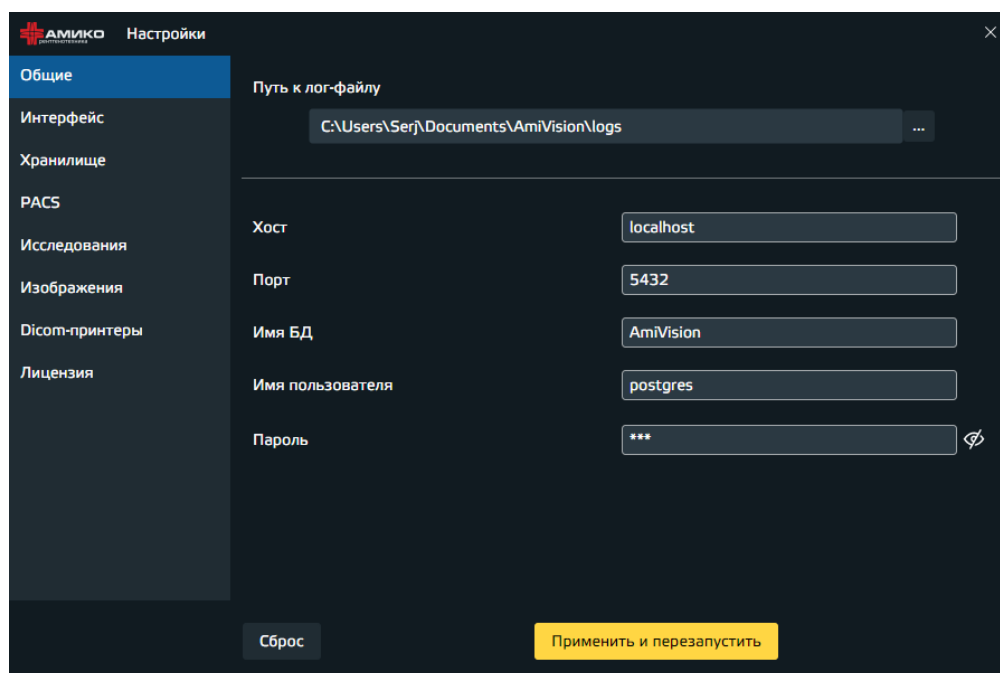 АМИКО
РЕНТГЕНОТЕХНИКА
Настройки
Общие
Интерфейс
Хранилище
PACS
Исследования
Изображения
Dicom-принтеры
Лицензия
Путь к лог-файлу
C:\Users\Serj\Documents\AmiVision\logs
...
Хост
localhost
Порт
5432
Имя БД
AmiVision
Имя пользователя
postgres
Пароль
***
Сброс
Применить и перезапустить